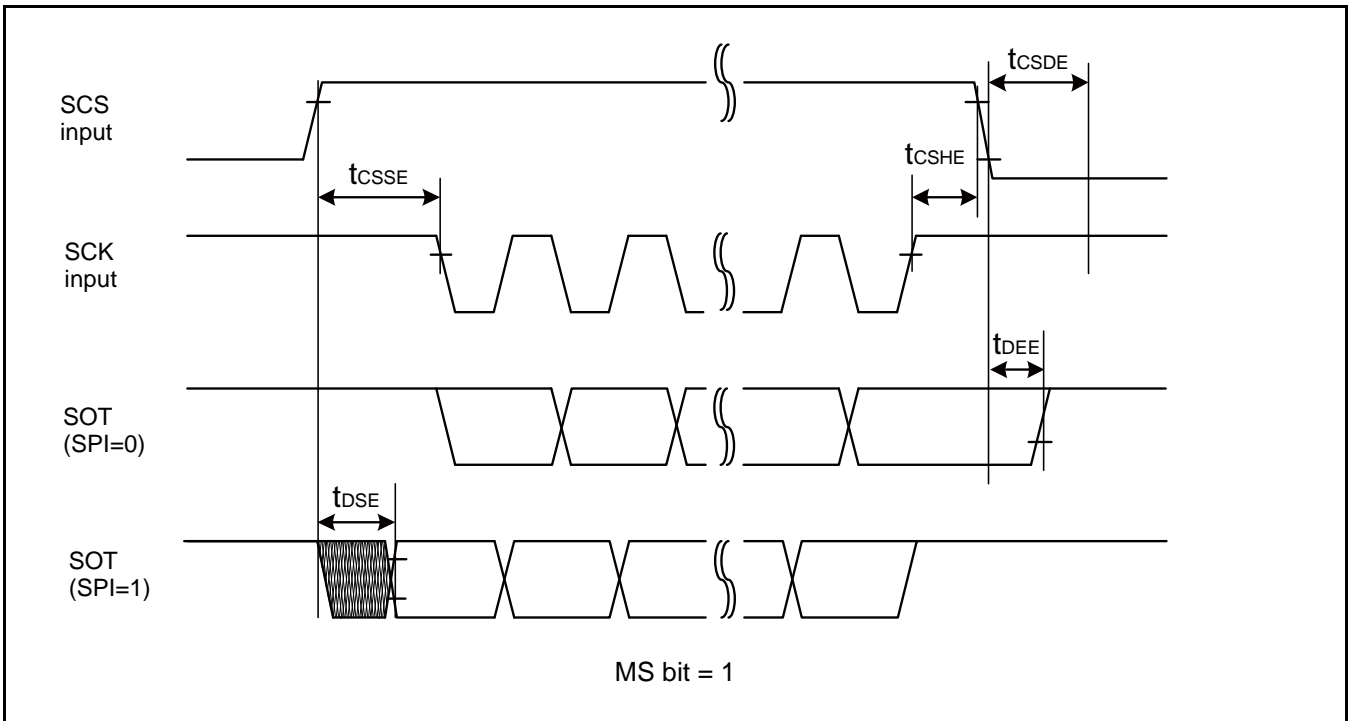 SCS
input
tCSDE
tCSHE
tCSSE
SCK
input
tDEE
SOT
(SPI=0)
tDSE
SOT
(SPI=1)
MS bit = 1